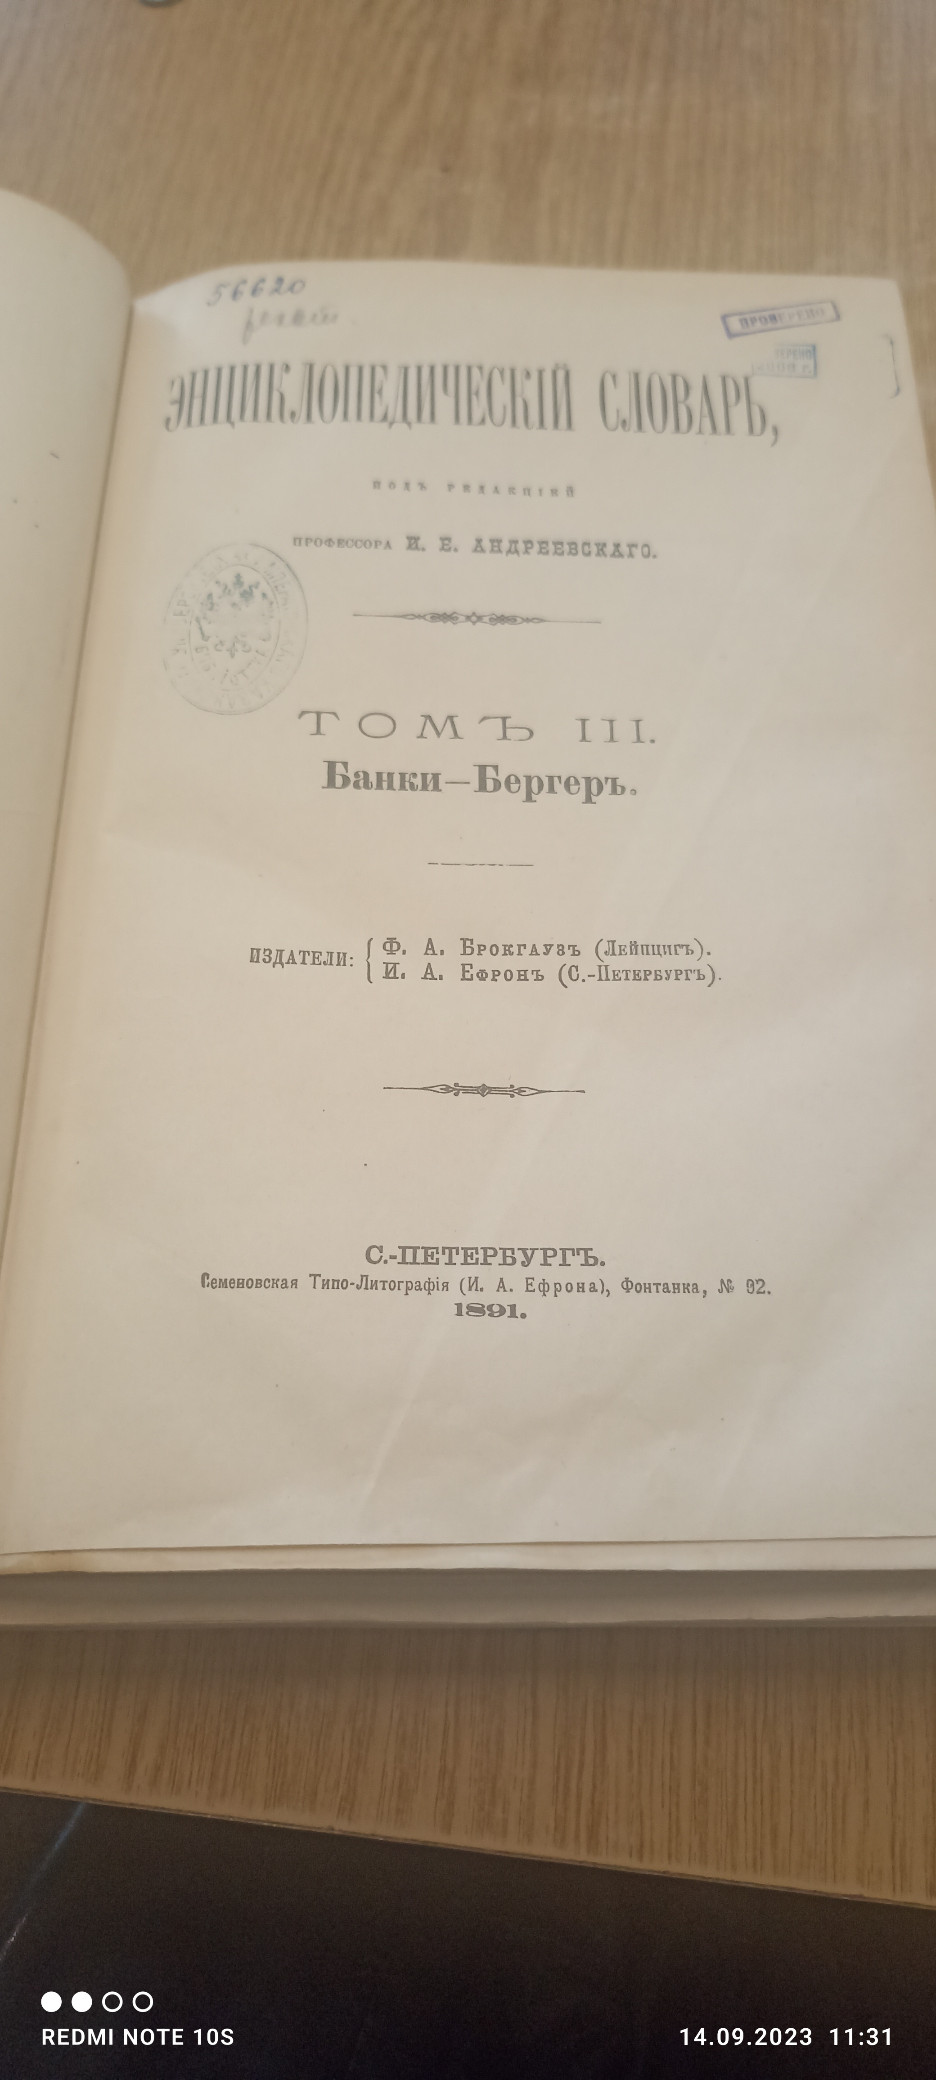 56620
ПРОВЕРЕНО
ЭНЦИКЛОПЕДИЧЕСКІЙ СЛОВАРЬ,
ПОДЪ РЕДАКЦІЕЙ
ПРОФЕССОРА И. Е. АНДРЕЕВСКАГО.
ТОМЪ III.
Банки—Бергеръ.
ИЗДАТЕЛИ: { Ф. А. Брокгаузъ (Лейпцигъ).
И. А. Ефронъ (С.-Петербургъ).
С.-ПЕТЕРБУРГЪ.
Семеновская Типо-Литографія (И. А. Ефрона), Фонтанка, № 92.
1891.
REDMI NOTE 10S
14.09.2023 11:31